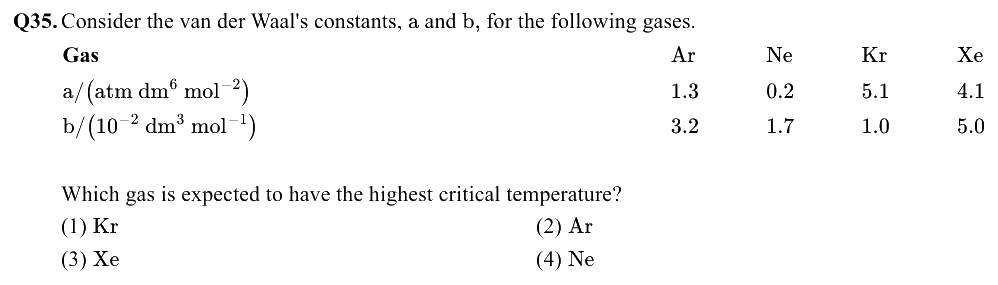 Q35. Consider the van der Waal's constants, a and b, for the following gases.
Gas Ar Ne Kr Xe
a/(atm dm⁶ mol⁻²) 1.3 0.2 5.1 4.1
b/(10⁻² dm³ mol⁻¹) 3.2 1.7 1.0 5.0
Which gas is expected to have the highest critical temperature?
(1) Kr (2) Ar
(3) Xe (4) Ne